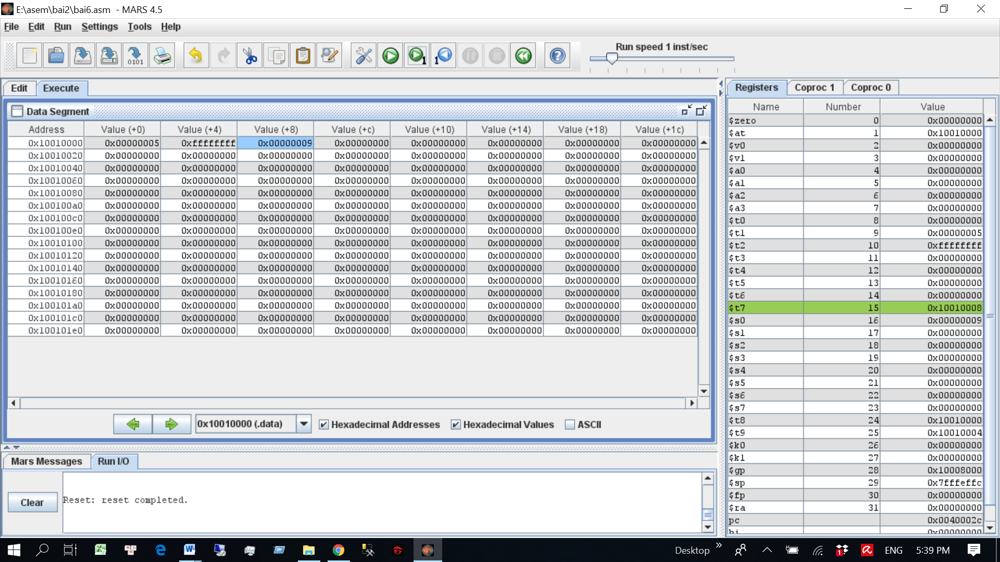 E:\asem\bai2\bai6.asm - MARS 4.5
File Edit Run Settings Tools Help
0101
1
1
Run speed 1 inst/sec
Edit Execute
Data Segment
Address Value (+0) Value (+4) Value (+8) Value (+c) Value (+10) Value (+14) Value (+18) Value (+1c)
0x10010000 0x00000005 0xffffffff 0x00000009 0x00000000 0x00000000 0x00000000 0x00000000 0x00000000
0x10010020 0x00000000 0x00000000 0x00000000 0x00000000 0x00000000 0x00000000 0x00000000 0x00000000
0x10010040 0x00000000 0x00000000 0x00000000 0x00000000 0x00000000 0x00000000 0x00000000 0x00000000
0x10010060 0x00000000 0x00000000 0x00000000 0x00000000 0x00000000 0x00000000 0x00000000 0x00000000
0x10010080 0x00000000 0x00000000 0x00000000 0x00000000 0x00000000 0x00000000 0x00000000 0x00000000
0x100100a0 0x00000000 0x00000000 0x00000000 0x00000000 0x00000000 0x00000000 0x00000000 0x00000000
0x100100c0 0x00000000 0x00000000 0x00000000 0x00000000 0x00000000 0x00000000 0x00000000 0x00000000
0x100100e0 0x00000000 0x00000000 0x00000000 0x00000000 0x00000000 0x00000000 0x00000000 0x00000000
0x10010100 0x00000000 0x00000000 0x00000000 0x00000000 0x00000000 0x00000000 0x00000000 0x00000000
0x10010120 0x00000000 0x00000000 0x00000000 0x00000000 0x00000000 0x00000000 0x00000000 0x00000000
0x10010140 0x00000000 0x00000000 0x00000000 0x00000000 0x00000000 0x00000000 0x00000000 0x00000000
0x10010160 0x00000000 0x00000000 0x00000000 0x00000000 0x00000000 0x00000000 0x00000000 0x00000000
0x10010180 0x00000000 0x00000000 0x00000000 0x00000000 0x00000000 0x00000000 0x00000000 0x00000000
0x100101a0 0x00000000 0x00000000 0x00000000 0x00000000 0x00000000 0x00000000 0x00000000 0x00000000
0x100101c0 0x00000000 0x00000000 0x00000000 0x00000000 0x00000000 0x00000000 0x00000000 0x00000000
0x100101e0 0x00000000 0x00000000 0x00000000 0x00000000 0x00000000 0x00000000 0x00000000 0x00000000
0x10010000 (.data) Hexadecimal Addresses Hexadecimal Values ASCII
Mars Messages Run I/O
Clear
Reset: reset completed.
Registers Coproc 1 Coproc 0
Name Number Value
$zero 0 0x00000000
$at 1 0x10010000
$v0 2 0x00000000
$v1 3 0x00000000
$a0 4 0x00000000
$a1 5 0x00000000
$a2 6 0x00000000
$a3 7 0x00000000
$t0 8 0x00000000
$t1 9 0x00000005
$t2 10 0xffffffff
$t3 11 0x00000000
$t4 12 0x00000000
$t5 13 0x00000000
$t6 14 0x00000000
$t7 15 0x10010008
$s0 16 0x00000009
$s1 17 0x00000000
$s2 18 0x00000000
$s3 19 0x00000000
$s4 20 0x00000000
$s5 21 0x00000000
$s6 22 0x00000000
$s7 23 0x00000000
$t8 24 0x10010000
$t9 25 0x10010004
$k0 26 0x00000000
$k1 27 0x00000000
$gp 28 0x10008000
$sp 29 0x7fffeffc
$fp 30 0x00000000
$ra 31 0x00000000
pc 0x0040002c
hi 0x00000000
Desktop ENG 5:39 PM